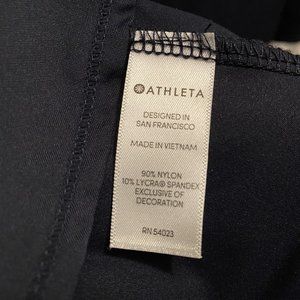 ATHLETA
DESIGNED IN
SAN FRANCISCO
MADE IN VIETNAM
90% NYLON
10% LYCRA® SPANDEX
EXCLUSIVE OF
DECORATION
RN 54023